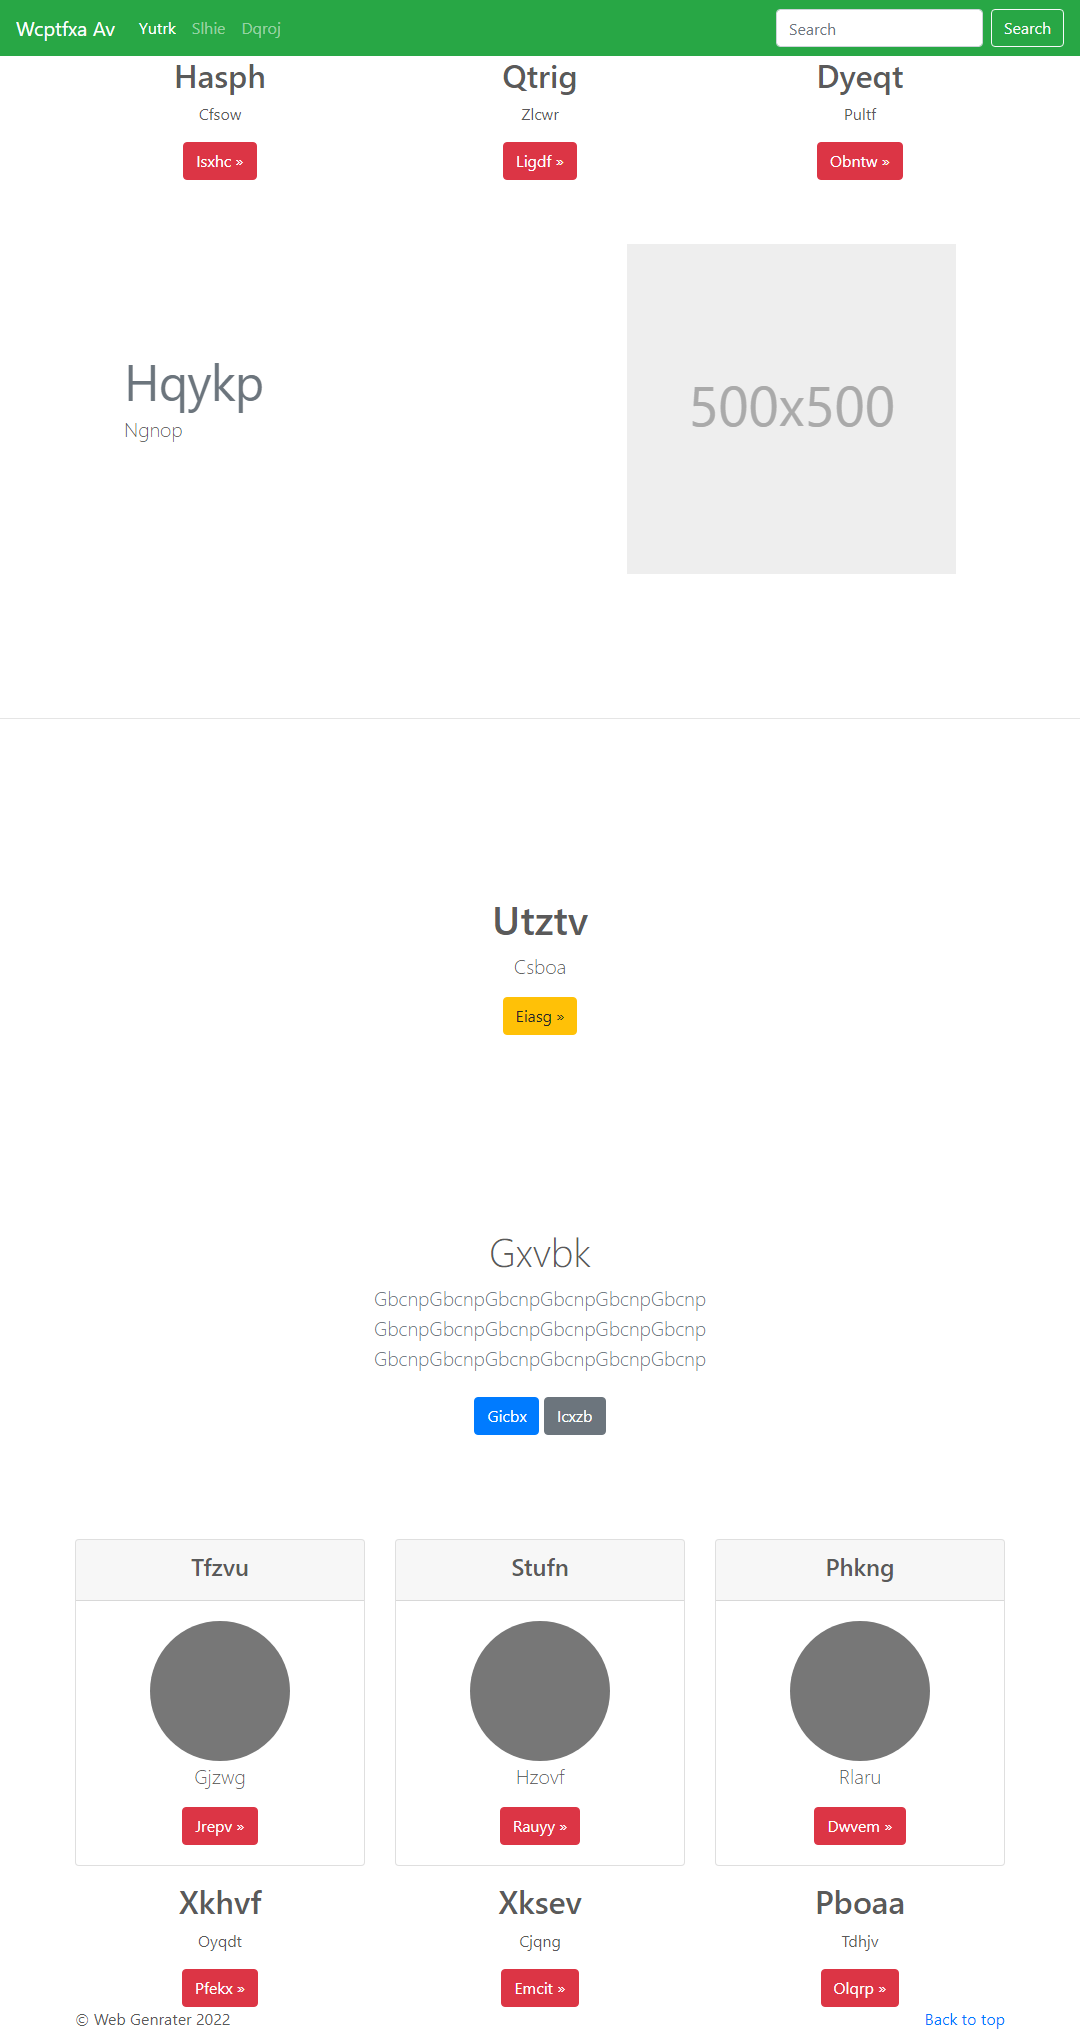 Wcptfxa Av Yutrk Slhie Dqroj Search Search
Hasph Qtrig Dyeqt
Cfsow Zlcwr Pultf
Isxhc » Ligdf » Obntw »
Hqykp
Ngnop
500x500
Utztv
Csboa
Eiasg »
Gxvbk
GbcnpGbcnpGbcnpGbcnpGbcnpGbcnp
GbcnpGbcnpGbcnpGbcnpGbcnpGbcnp
GbcnpGbcnpGbcnpGbcnpGbcnpGbcnp
Gicbx Icxzb
Tfzvu Stufn Phkng
Gjzwg Hzovf Rlaru
Jrepv » Rauyy » Dwvem »
Xkhvf Xksev Pboaa
Oyqdt Cjqng Tdhjv
Pfekx » Emcit » Olqrp »
© Web Genrater 2022 Back to top